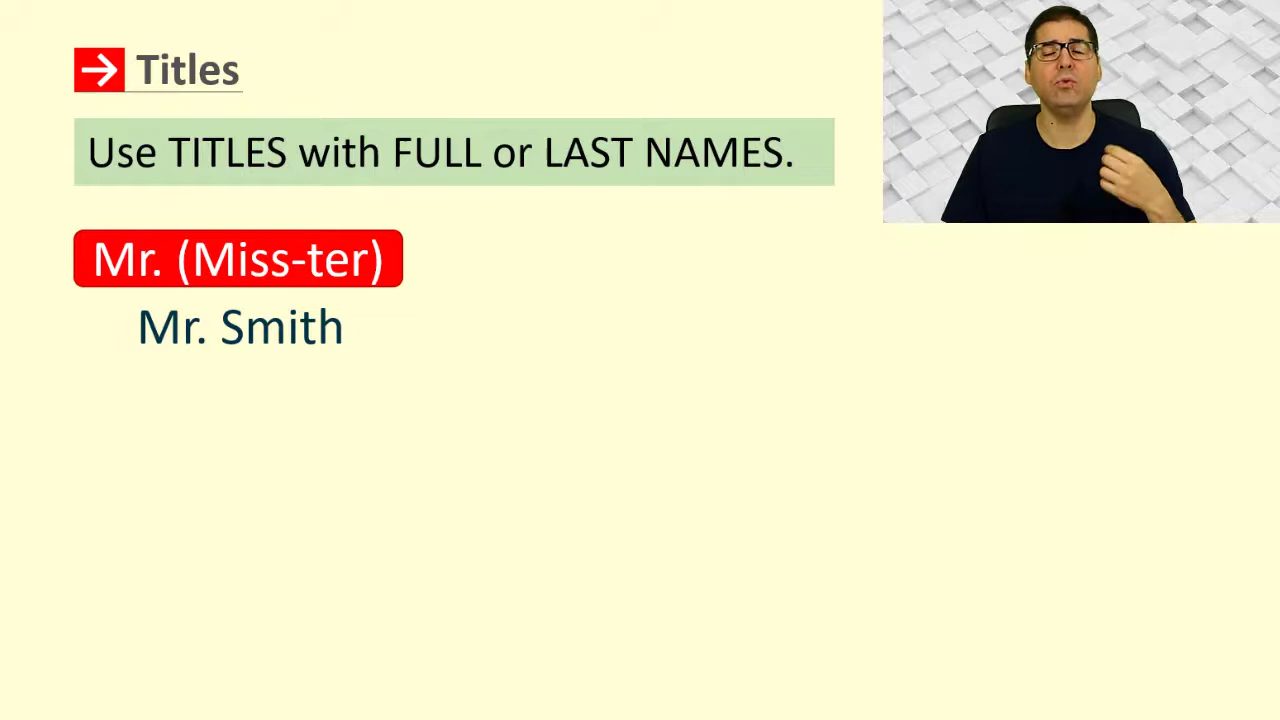 Titles
Use TITLES with FULL or LAST NAMES.
Mr. (Miss-ter)
Mr. Smith